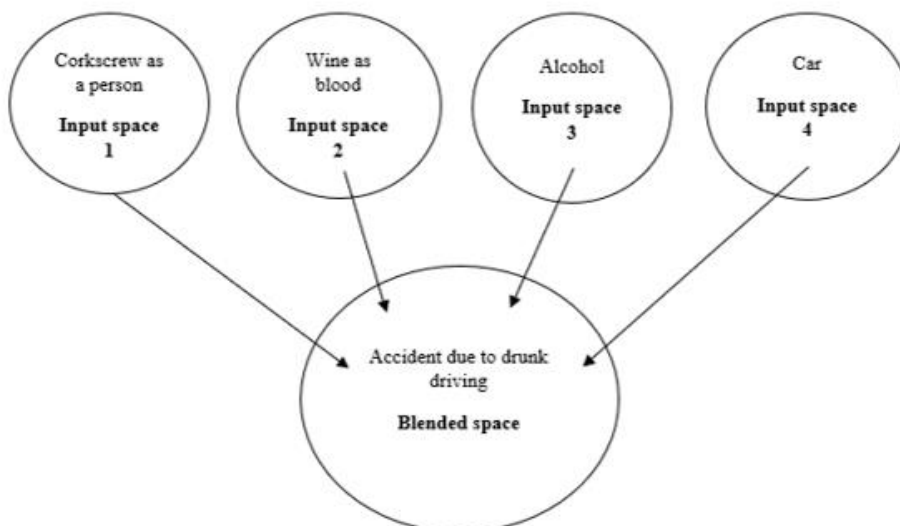 Corkscrew as
a person
Input space
1
Wine as
blood
Input space
2
Alcohol
Input space
3
Car
Input space
4
Accident due to drunk
driving
Blended space